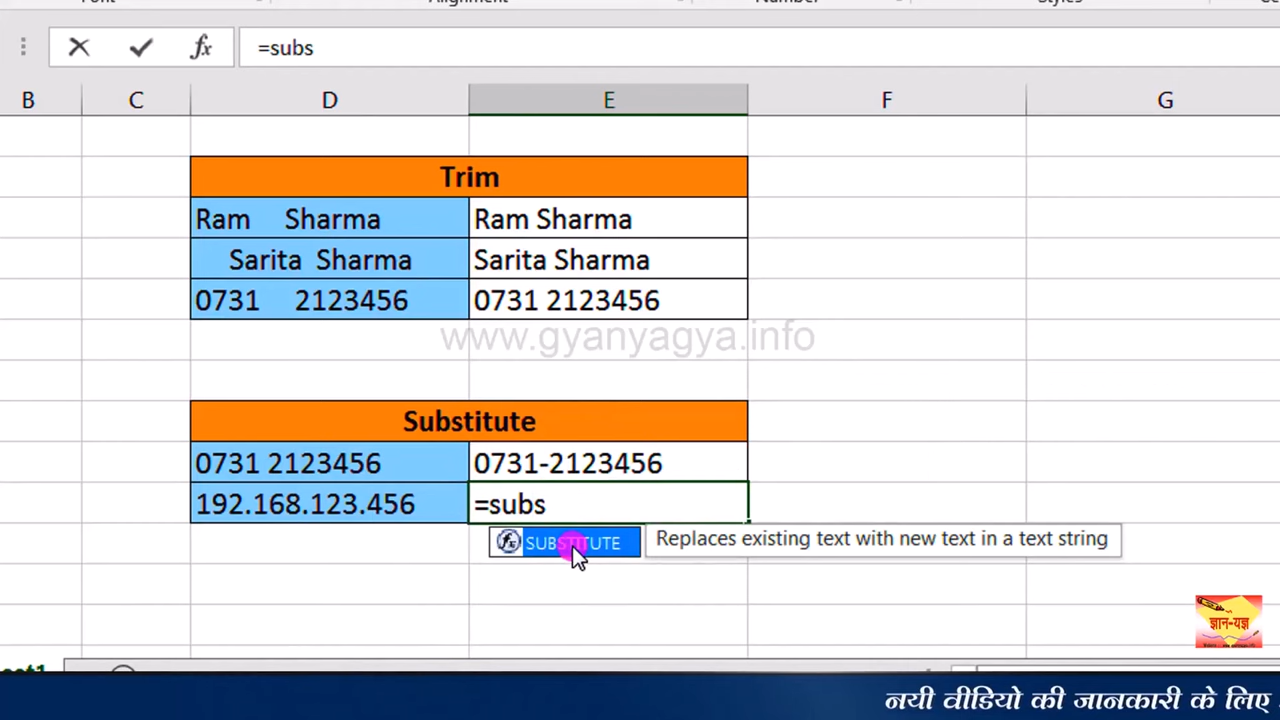 Alignment
=subs
B C D E F G
Trim
Ram Sharma Ram Sharma
Sarita Sharma Sarita Sharma
0731 2123456 0731 2123456
www.gyanyagya.info
Substitute
0731 2123456 0731-2123456
192.168.123.456 =subs
SUBSTITUTE Replaces existing text with new text in a text string
ज्ञान-यज्ञ
नयी वीडियो की जानकारी के लिए